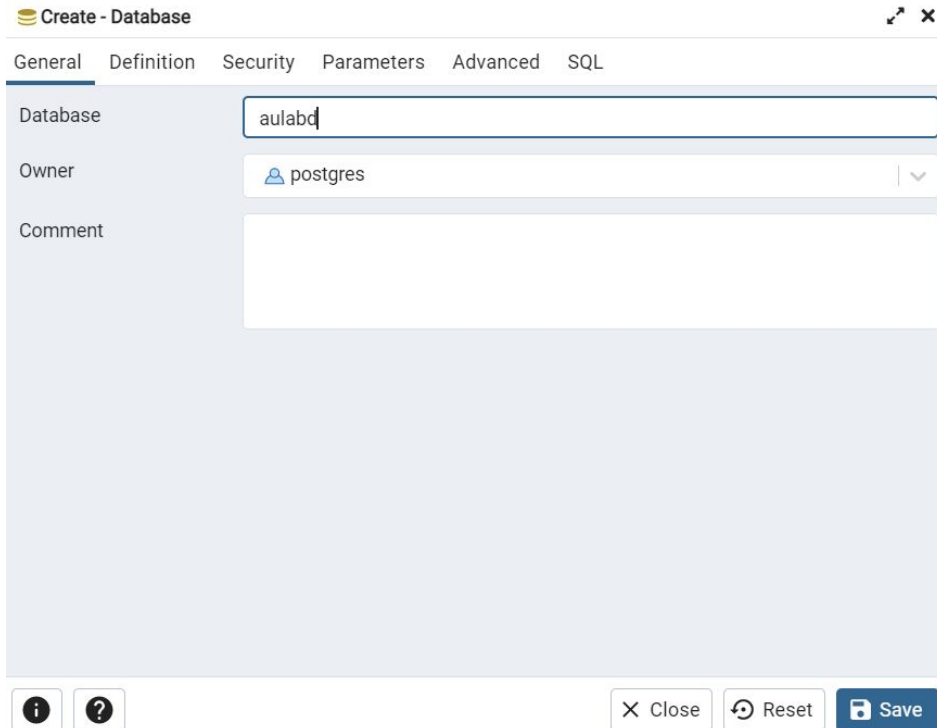 Create - Database
General Definition Security Parameters Advanced SQL
Database aulabd
Owner postgres
Comment
Close Reset Save